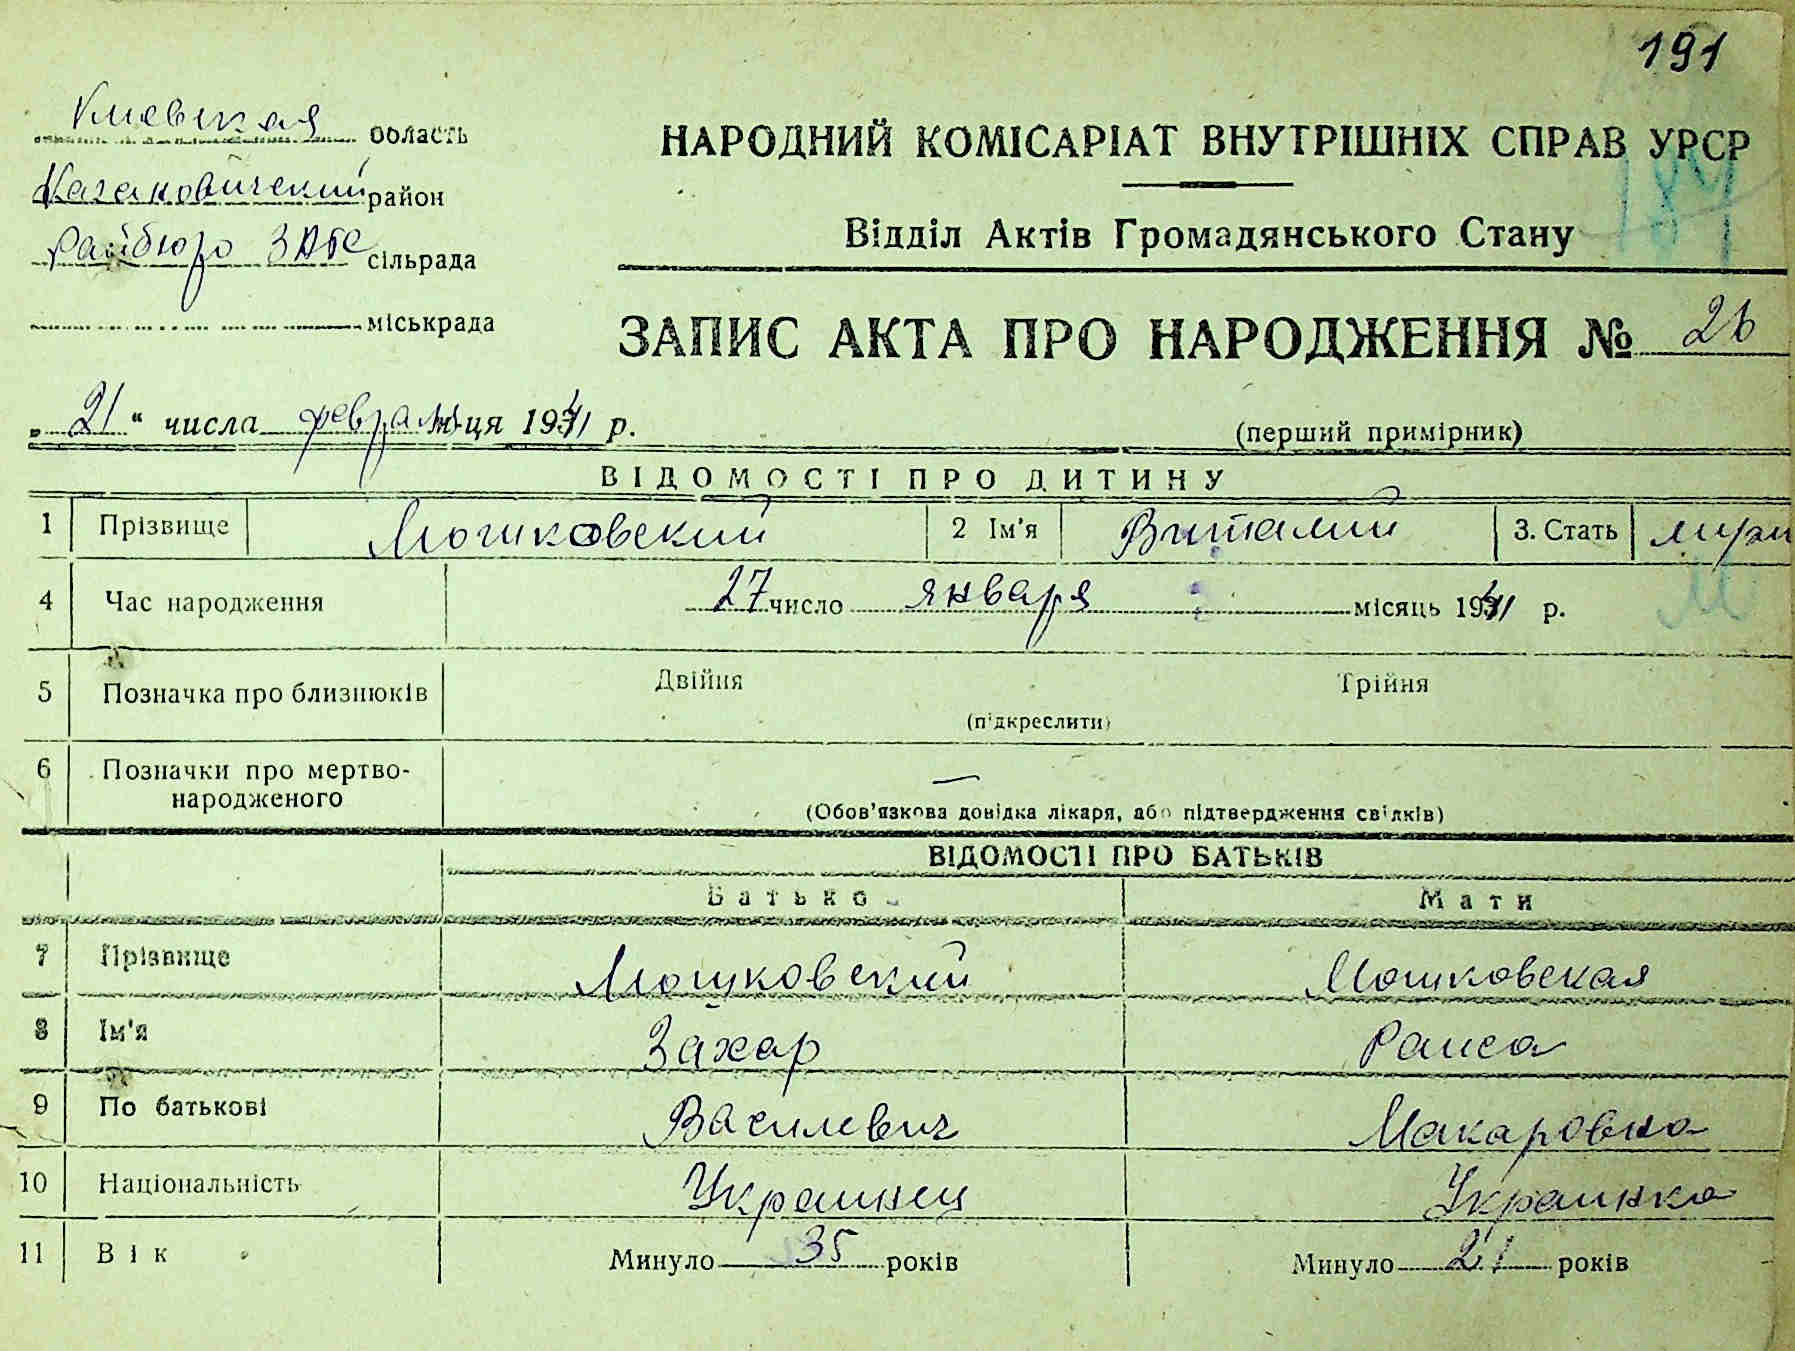 191
Киевская область
Кагановичский район
Райбюро ЗАГС сільрада
міськрада
НАРОДНИЙ КОМІСАРІАТ ВНУТРІШНІХ СПРАВ УРСР
Відділ Актів Громадянського Стану
ЗАПИС АКТА ПРО НАРОДЖЕННЯ № 26
„21“ числа февраля м-ця 1941 р.
(перший примірник)
ВІДОМОСТІ ПРО ДИТИНУ
1 Прізвище Мошковский 2 Ім'я Виталий 3. Стать муж
4 Час народження 27 число января місяць 1941 р.
М
5 Позначка про близнюків Двійня Трійня
(підкреслити)
6 Позначки про мертво-
народженого —
(Обов'язкова довідка лікаря, або підтвердження свідків)
ВІДОМОСТІ ПРО БАТЬКІВ
Батько Мати
7 Прізвище Мошковский Мошковская
8 Ім'я Захар Раиса
9 По батькові Василевич Макаровна
10 Національність Украинец Украинка
11 Вік Минуло 35 років Минуло 21 років